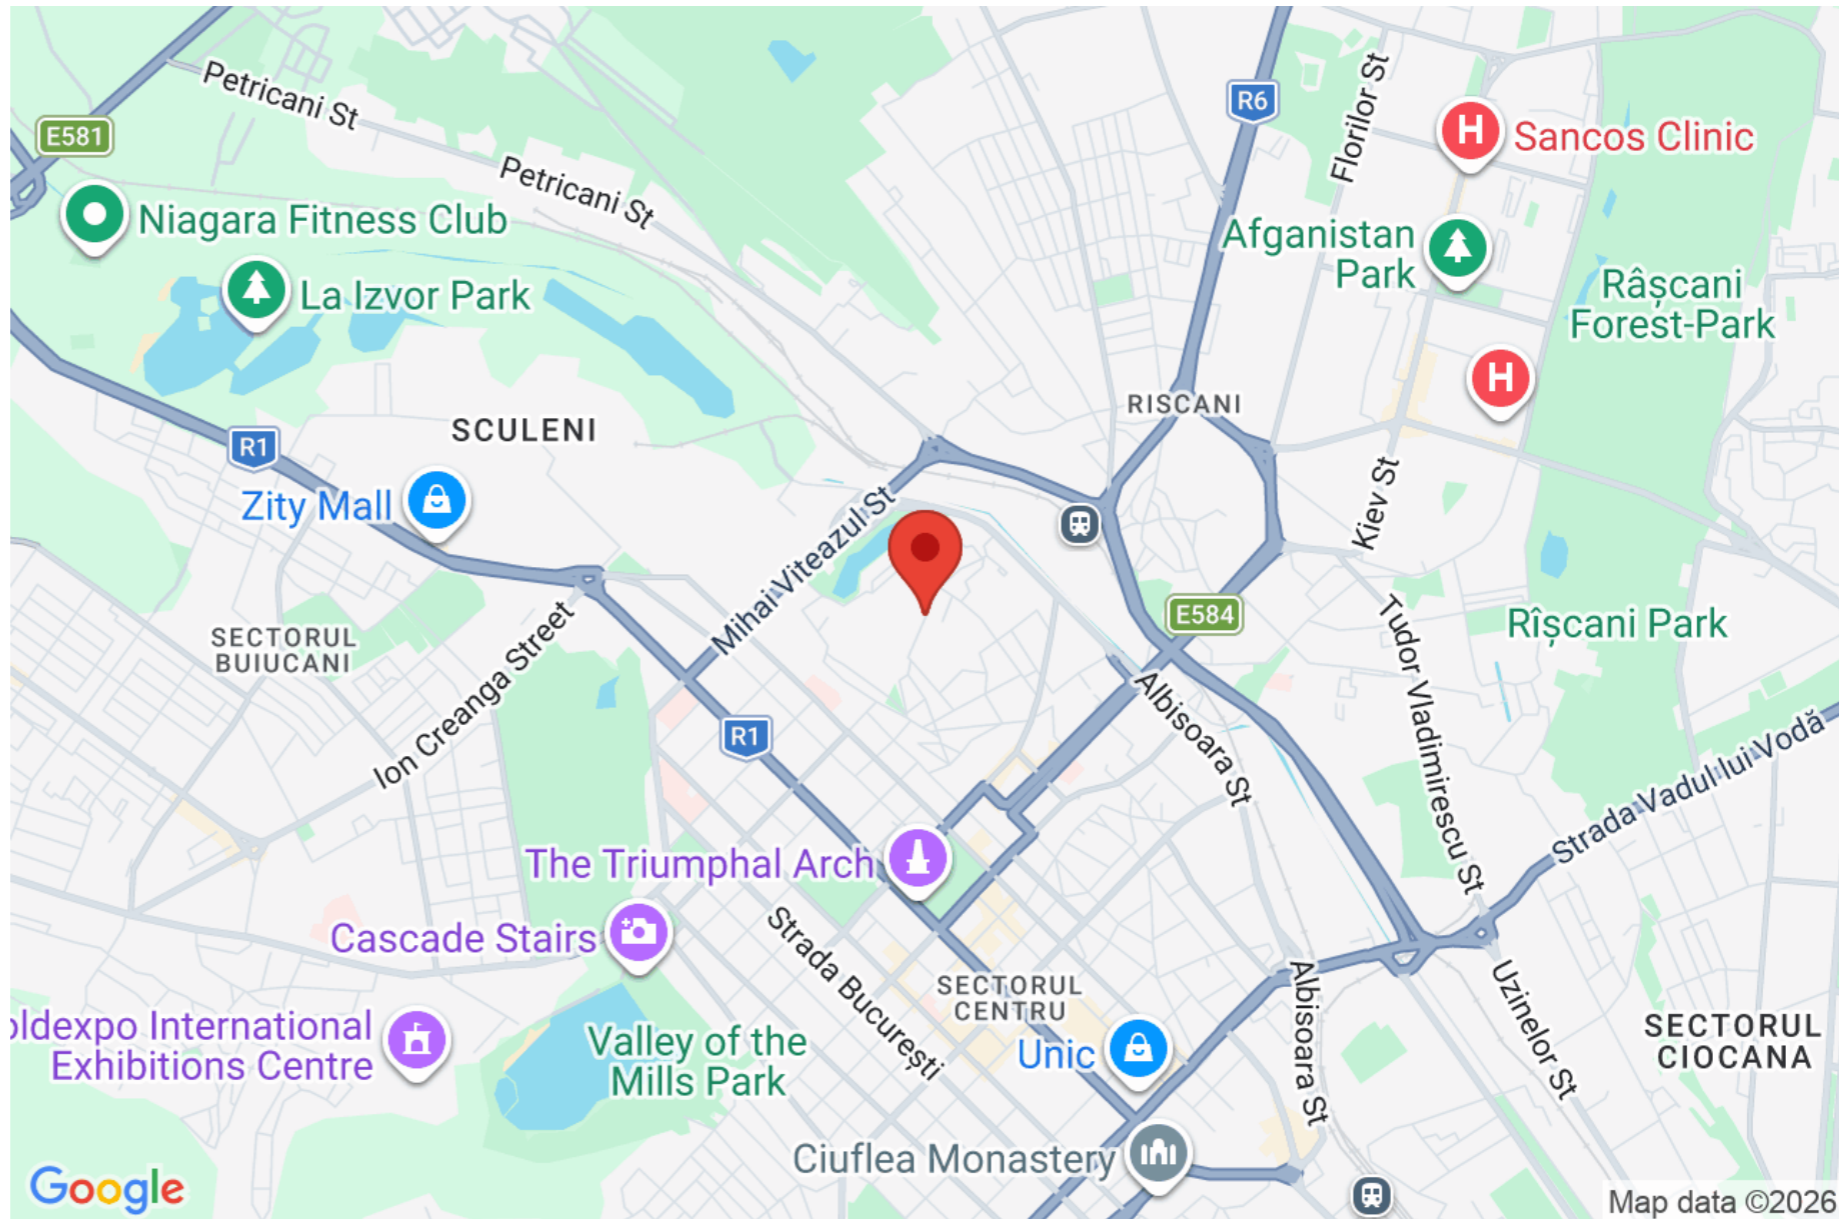 Petricani St
E581
Petricani St
Niagara Fitness Club
La Izvor Park
R6
Florilor St
Sancos Clinic
Afganistan
Park
Râșcani
Forest-Park
H
H
RISCANI
SCULENI
R1
Zity Mall
Mihai Viteazul St
Kiev St
E584
Rîșcani Park
SECTORUL
BUIUCANI
Ion Creanga Street
Tudor Vladimirescu St
Albisoara St
R1
Strada Vadul lui Vodă
The Triumphal Arch
Cascade Stairs
Strada București
SECTORUL
CENTRU
Albisoara St
Uzinelor St
SECTORUL
CIOCANA
oldexpo International
Exhibitions Centre
Valley of the
Mills Park
Unic
Ciuflea Monastery
Google
Map data ©2026